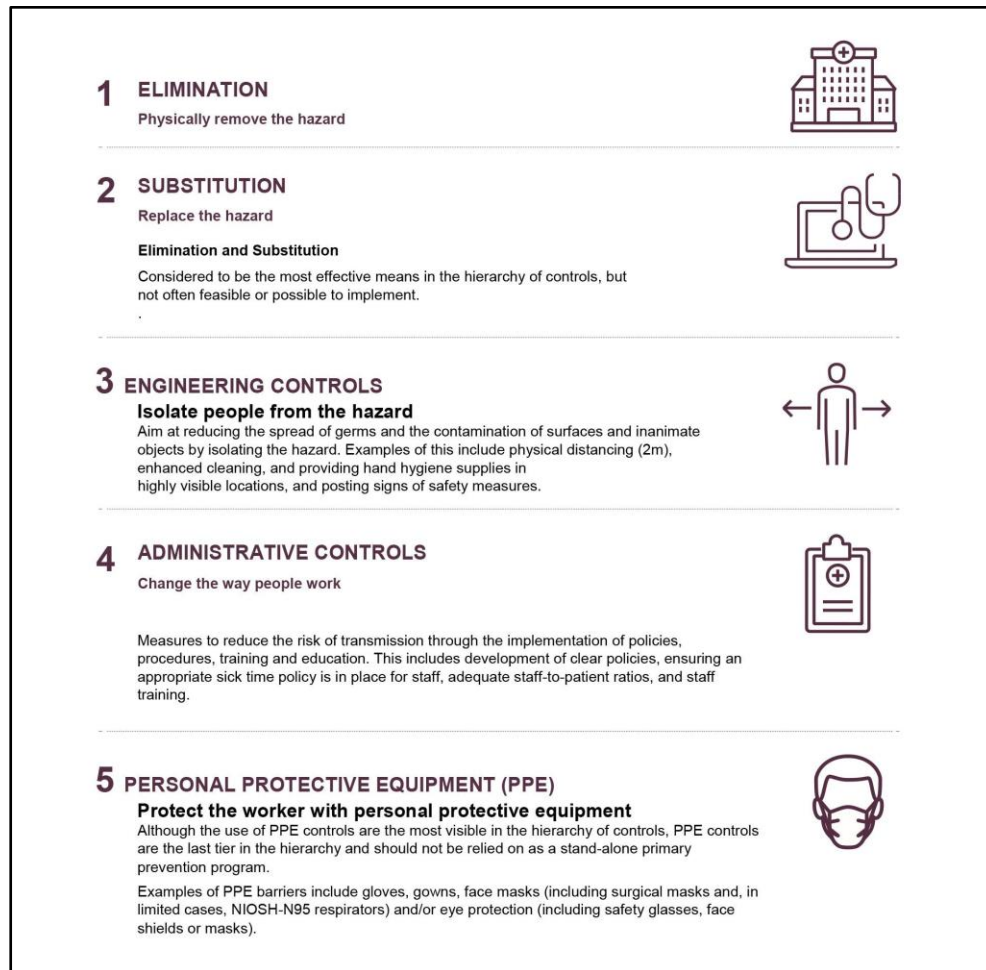 1 ELIMINATION
Physically remove the hazard
2 SUBSTITUTION
Replace the hazard
Elimination and Substitution
Considered to be the most effective means in the hierarchy of controls, but
not often feasible or possible to implement.
.
3 ENGINEERING CONTROLS
Isolate people from the hazard
Aim at reducing the spread of germs and the contamination of surfaces and inanimate
objects by isolating the hazard. Examples of this include physical distancing (2m),
enhanced cleaning, and providing hand hygiene supplies in
highly visible locations, and posting signs of safety measures.
4 ADMINISTRATIVE CONTROLS
Change the way people work
Measures to reduce the risk of transmission through the implementation of policies,
procedures, training and education. This includes development of clear policies, ensuring an
appropriate sick time policy is in place for staff, adequate staff-to-patient ratios, and staff
training.
5 PERSONAL PROTECTIVE EQUIPMENT (PPE)
Protect the worker with personal protective equipment
Although the use of PPE controls are the most visible in the hierarchy of controls, PPE controls
are the last tier in the hierarchy and should not be relied on as a stand-alone primary
prevention program.
Examples of PPE barriers include gloves, gowns, face masks (including surgical masks and, in
limited cases, NIOSH-N95 respirators) and/or eye protection (including safety glasses, face
shields or masks).